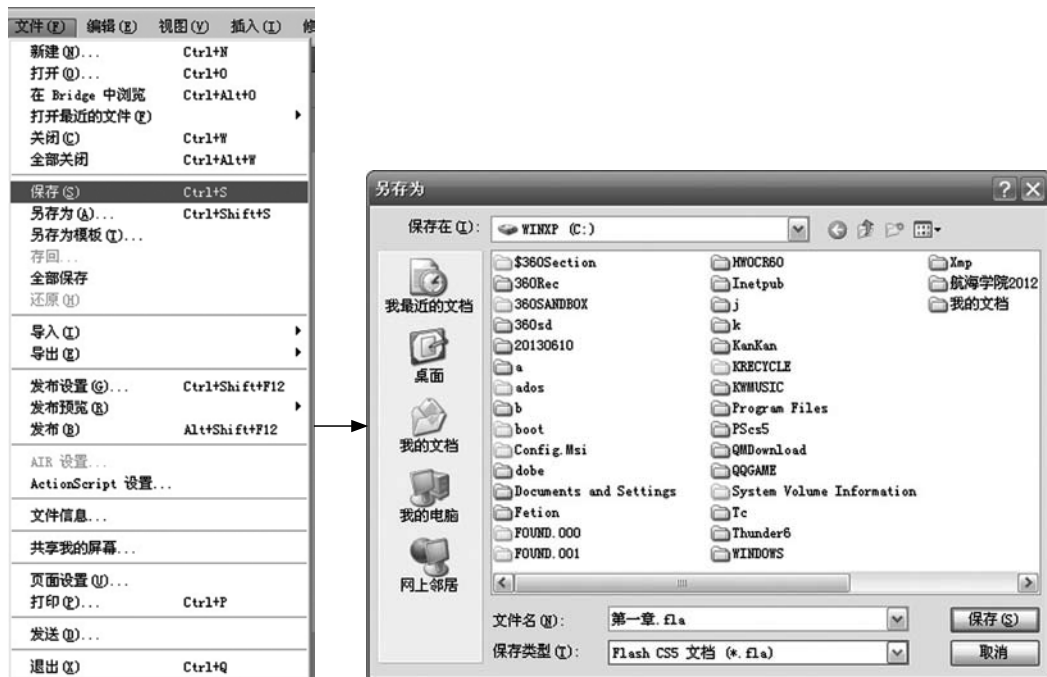 文件(F) 编辑(E) 视图(V) 插入(I) 修
新建(N)... Ctrl+N
打开(O)... Ctrl+O
在 Bridge 中浏览 Ctrl+Alt+O
打开最近的文件(P)
关闭(C) Ctrl+W
全部关闭 Ctrl+Alt+W
保存(S) Ctrl+S
另存为(A)... Ctrl+Shift+S
另存为模板(T)...
存回...
全部保存
还原(H)
导入(I)
导出(E)
发布设置(G)... Ctrl+Shift+F12
发布预览(R)
发布(B) Alt+Shift+F12
AIR 设置...
ActionScript 设置...
文件信息...
共享我的屏幕...
页面设置(U)...
打印(P)... Ctrl+P
发送(D)...
退出(X) Ctrl+Q
另存为
保存在(I): WINXP (C:)
我最近的文档
桌面
我的文档
我的电脑
网上邻居
$360Section
360Rec
360SANDBOX
360sd
20130610
a
ados
b
boot
Config.Msi
dobe
Documents and Settings
Fetion
FOUND.000
FOUND.001
HWOCR60
Inetpub
j
k
KanKan
KRECYCLE
KWMUSIC
Program Files
PScs5
QMDownload
QQGAME
System Volume Information
Tc
Thunder6
WINDOWS
Xmp
航海学院2012
我的文档
文件名(N): 第一章.fla 保存(S)
保存类型(T): Flash CS5 文档 (*.fla) 取消